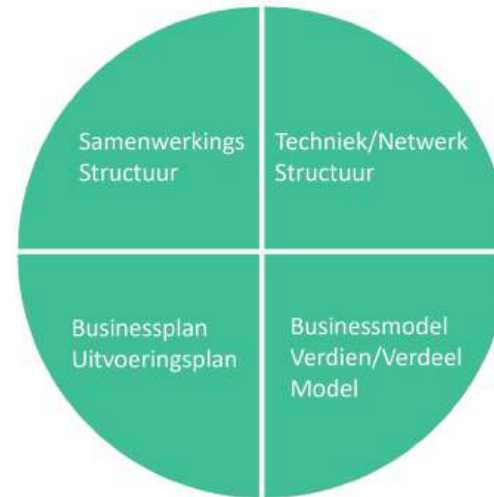 Samenwerkings
Structuur
Techniek/Netwerk
Structuur
Businessplan
Uitvoeringsplan
Businessmodel
Verdien/Verdeel
Model